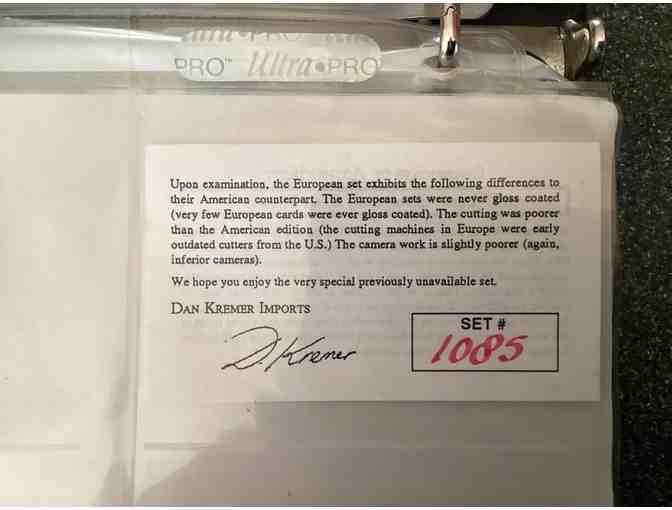 PRO™ Ultra•PRO
Upon examination, the European set exhibits the following differences to
their American counterpart. The European sets were never gloss coated
(very few European cards were ever gloss coated). The cutting was poorer
than the American edition (the cutting machines in Europe were early
outdated cutters from the U.S.) The camera work is slightly poorer (again,
inferior cameras).
We hope you enjoy the very special previously unavailable set.
DAN KREMER IMPORTS
D. Kremer
SET #
1085